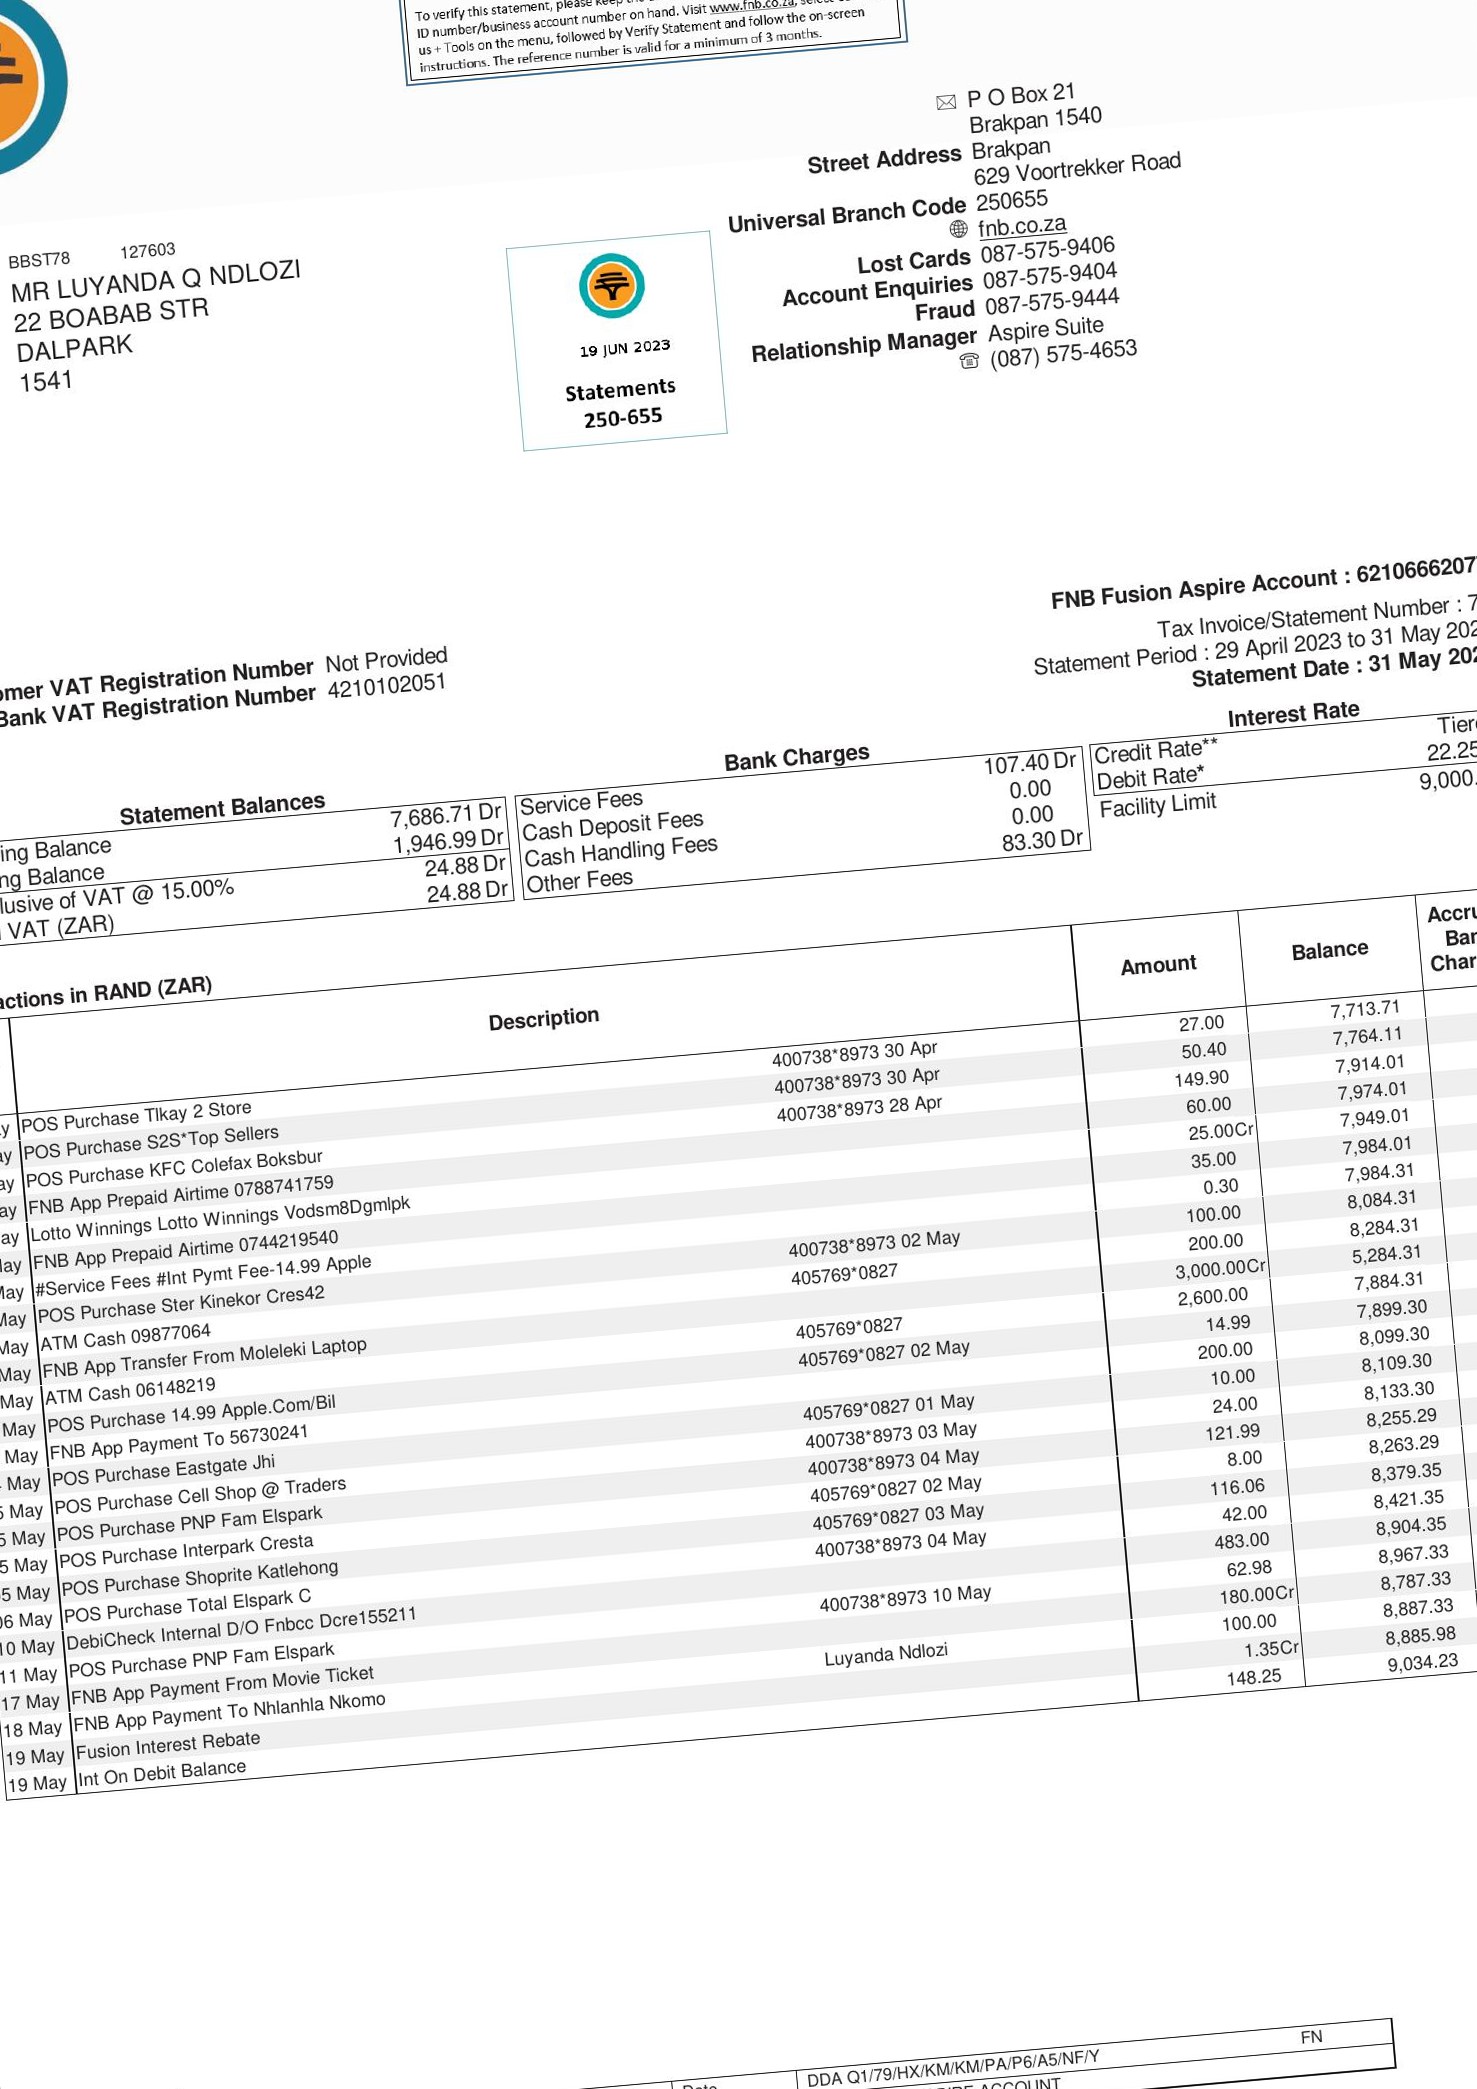 To verify this statement, please keep the
ID number/business account number on hand. Visit www.fnb.co.za, select
us + Tools on the menu, followed by Verify Statement and follow the on-screen
instructions. The reference number is valid for a minimum of 3 months.
P O Box 21
Brakpan 1540
Street Address Brakpan
629 Voortrekker Road
Universal Branch Code 250655
fnb.co.za
Lost Cards 087-575-9406
Account Enquiries 087-575-9404
Fraud 087-575-9444
Relationship Manager Aspire Suite
(087) 575-4653
BBST78 127603
MR LUYANDA Q NDLOZI
22 BOABAB STR
DALPARK
1541
19 JUN 2023
Statements
250-655
FNB Fusion Aspire Account : 6210666207
Tax Invoice/Statement Number : 7
Statement Period : 29 April 2023 to 31 May 202
Statement Date : 31 May 202
omer VAT Registration Number Not Provided
Bank VAT Registration Number 4210102051
Statement Balances
ing Balance 7,686.71 Dr
ng Balance 1,946.99 Dr
lusive of VAT @ 15.00% 24.88 Dr
VAT (ZAR) 24.88 Dr
Bank Charges
Service Fees 107.40 Dr
Cash Deposit Fees 0.00
Cash Handling Fees 0.00
Other Fees 83.30 Dr
Interest Rate
Credit Rate** Tier
Debit Rate* 22.25
Facility Limit 9,000.
actions in RAND (ZAR)
Description Amount Balance Accru
Ban
Char
y POS Purchase Tlkay 2 Store 400738*8973 30 Apr 27.00 7,713.71
ay POS Purchase S2S*Top Sellers 400738*8973 30 Apr 50.40 7,764.11
ay POS Purchase KFC Colefax Boksbur 400738*8973 28 Apr 149.90 7,914.01
ay FNB App Prepaid Airtime 0788741759 60.00 7,974.01
ay Lotto Winnings Lotto Winnings Vodsm8Dgmlpk 25.00Cr 7,949.01
ay FNB App Prepaid Airtime 0744219540 35.00 7,984.01
May #Service Fees #Int Pymt Fee-14.99 Apple 0.30 7,984.31
May POS Purchase Ster Kinekor Cres42 400738*8973 02 May 100.00 8,084.31
May ATM Cash 09877064 405769*0827 200.00 8,284.31
May FNB App Transfer From Moleleki Laptop 3,000.00Cr 5,284.31
May ATM Cash 06148219 405769*0827 2,600.00 7,884.31
May POS Purchase 14.99 Apple.Com/Bil 405769*0827 02 May 14.99 7,899.30
May FNB App Payment To 56730241 200.00 8,099.30
May POS Purchase Eastgate Jhi 405769*0827 01 May 10.00 8,109.30
5 May POS Purchase Cell Shop @ Traders 400738*8973 03 May 24.00 8,133.30
5 May POS Purchase PNP Fam Elspark 400738*8973 04 May 121.99 8,255.29
5 May POS Purchase Interpark Cresta 405769*0827 02 May 8.00 8,263.29
05 May POS Purchase Shoprite Katlehong 405769*0827 03 May 116.06 8,379.35
06 May POS Purchase Total Elspark C 400738*8973 04 May 42.00 8,421.35
10 May DebiCheck Internal D/O Fnbcc Dcre155211 483.00 8,904.35
11 May POS Purchase PNP Fam Elspark 400738*8973 10 May 62.98 8,967.33
17 May FNB App Payment From Movie Ticket 180.00Cr 8,787.33
18 May FNB App Payment To Nhlanhla Nkomo Luyanda Ndlozi 100.00 8,887.33
19 May Fusion Interest Rebate 1.35Cr 8,885.98
19 May Int On Debit Balance 148.25 9,034.23
FN
DDA Q1/79/HX/KM/KM/PA/P6/A5/NF/Y
ACCOUNT